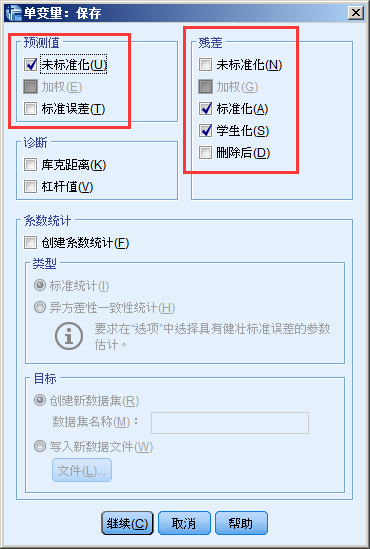 单变量：保存
预测值
未标准化(U)
加权(E)
标准误差(T)
残差
未标准化(N)
加权(G)
标准化(A)
学生化(S)
删除后(D)
诊断
库克距离(K)
杠杆值(V)
条数统计
创建条数统计(F)
类型
标准统计(I)
异方差性一致性统计(H)
要求在“选项”中选择具有健壮标准误差的参数
估计。
目标
创建新数据集(R)
数据集名称(M)：
写入新数据文件(W)
文件(L)...
继续(C)
取消
帮助